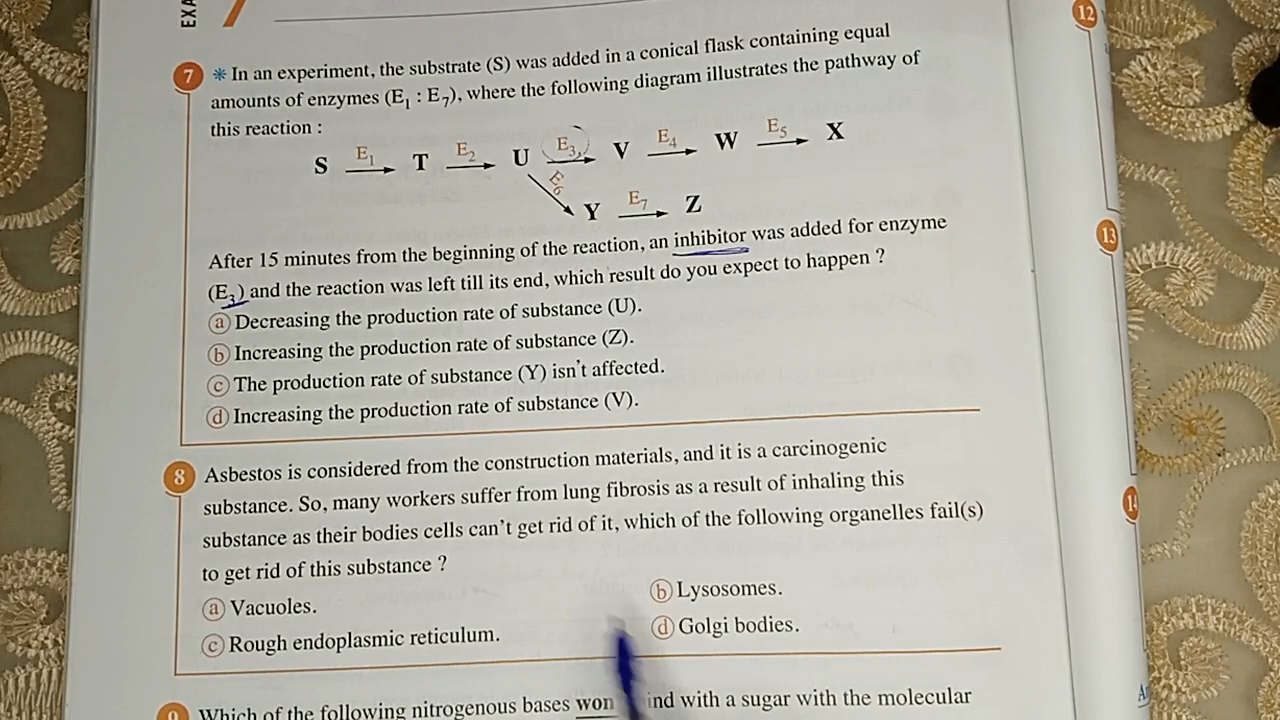 EXA
7 * In an experiment, the substrate (S) was added in a conical flask containing equal
amounts of enzymes (E₁ : E₇), where the following diagram illustrates the pathway of
this reaction :
S E₁ T E₂ U E₃ V E₄ W E₅ X
E₆ Y E₇ Z
After 15 minutes from the beginning of the reaction, an inhibitor was added for enzyme
(E₃) and the reaction was left till its end, which result do you expect to happen ?
a Decreasing the production rate of substance (U).
b Increasing the production rate of substance (Z).
c The production rate of substance (Y) isn't affected.
d Increasing the production rate of substance (V).
8 Asbestos is considered from the construction materials, and it is a carcinogenic
substance. So, many workers suffer from lung fibrosis as a result of inhaling this
substance as their bodies cells can't get rid of it, which of the following organelles fail(s)
to get rid of this substance ?
a Vacuoles. b Lysosomes.
c Rough endoplasmic reticulum. d Golgi bodies.
9 Which of the following nitrogenous bases won ind with a sugar with the molecular
12
13